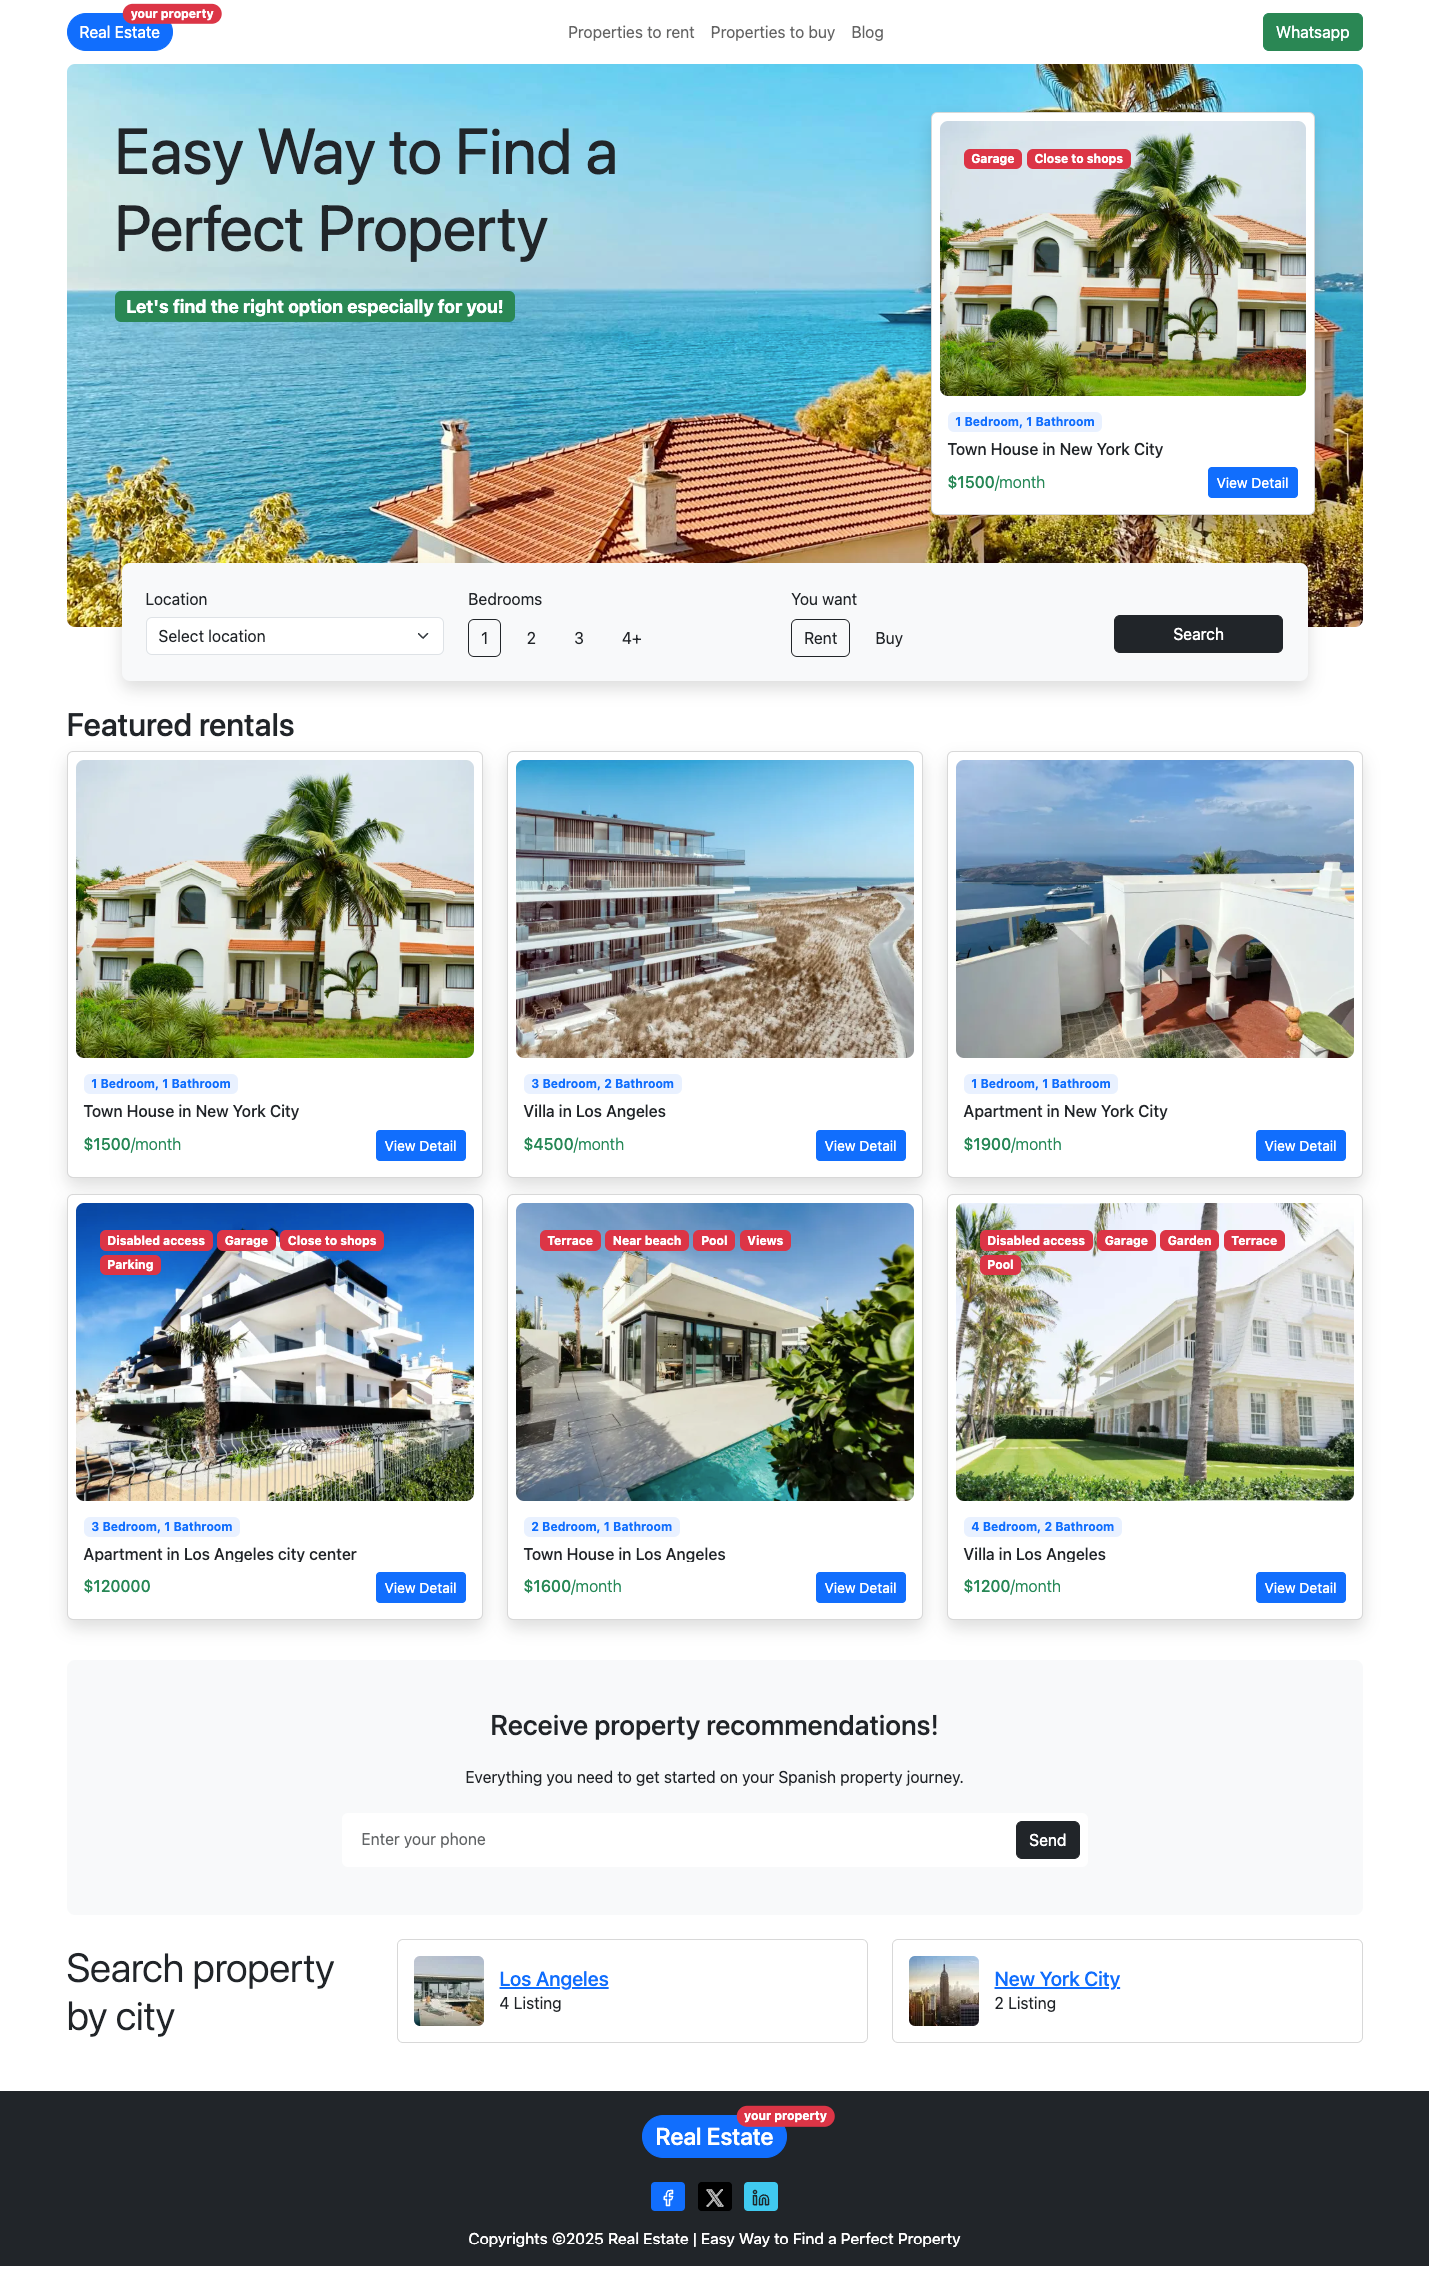 your property
Real Estate
Properties to rent Properties to buy Blog
Whatsapp
Easy Way to Find a
Perfect Property
Let's find the right option especially for you!
Garage Close to shops
1 Bedroom, 1 Bathroom
Town House in New York City
$1500/month
View Detail
Location
Select location
Bedrooms
1 2 3 4+
You want
Rent Buy
Search
Featured rentals
1 Bedroom, 1 Bathroom
Town House in New York City
$1500/month
View Detail
3 Bedroom, 2 Bathroom
Villa in Los Angeles
$4500/month
View Detail
1 Bedroom, 1 Bathroom
Apartment in New York City
$1900/month
View Detail
Disabled access Garage Close to shops
Parking
3 Bedroom, 1 Bathroom
Apartment in Los Angeles city center
$120000
View Detail
Terrace Near beach Pool Views
2 Bedroom, 1 Bathroom
Town House in Los Angeles
$1600/month
View Detail
Disabled access Garage Garden Terrace
Pool
4 Bedroom, 2 Bathroom
Villa in Los Angeles
$1200/month
View Detail
Receive property recommendations!
Everything you need to get started on your Spanish property journey.
Enter your phone
Send
Search property
by city
Los Angeles
4 Listing
New York City
2 Listing
your property
Real Estate
Copyrights ©2025 Real Estate | Easy Way to Find a Perfect Property